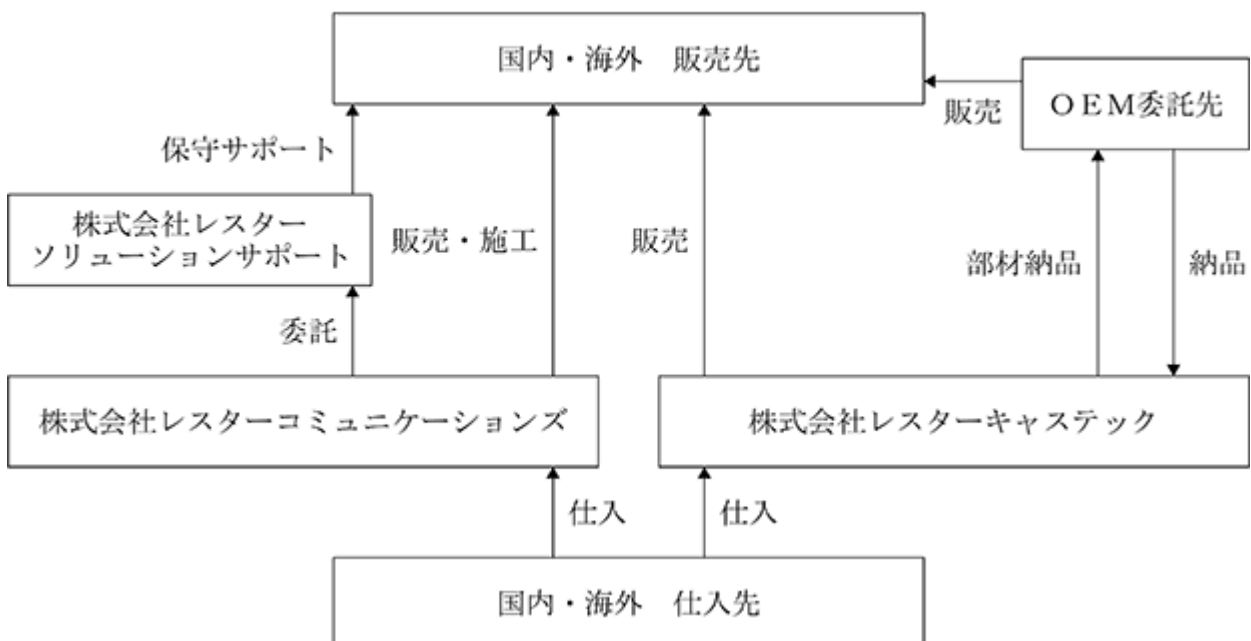 国内・海外　販売先
OEM委託先
販売
保守サポート
株式会社レスター
ソリューションサポート
販売・施工
販売
部材納品
納品
委託
株式会社レスターコミュニケーションズ
株式会社レスターキャステック
仕入
仕入
国内・海外　仕入先